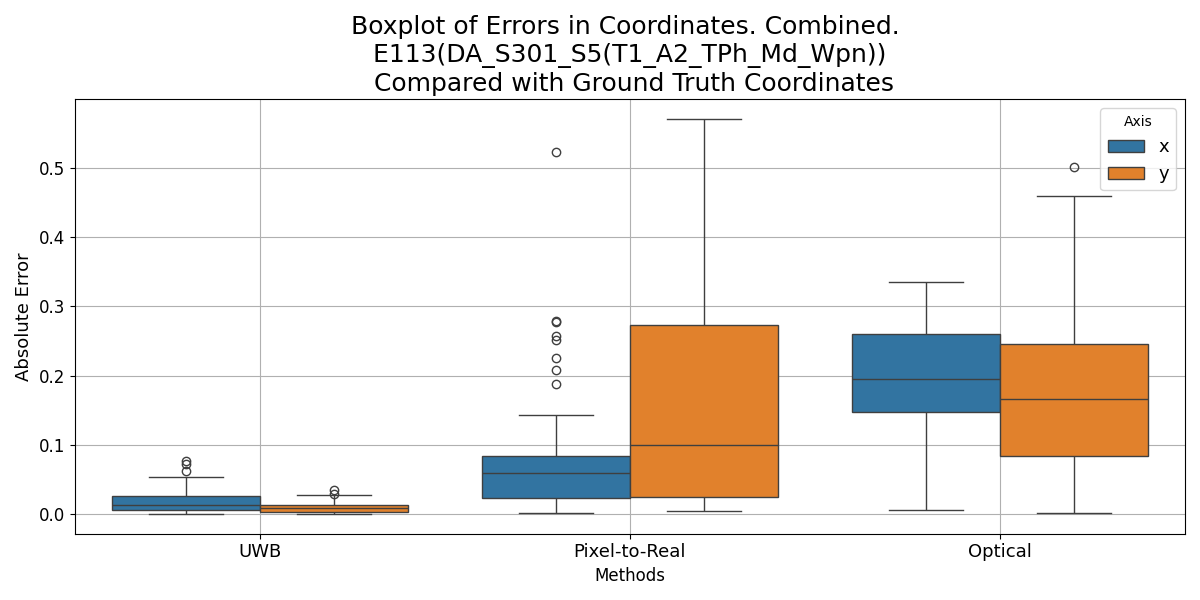 Boxplot of Errors in Coordinates. Combined.
E113(DA_S301_S5(T1_A2_TPh_Md_Wpn))
Compared with Ground Truth Coordinates
Axis
x
y
Absolute Error
0.5
0.4
0.3
0.2
0.1
0.0
UWB
Pixel-to-Real
Optical
Methods